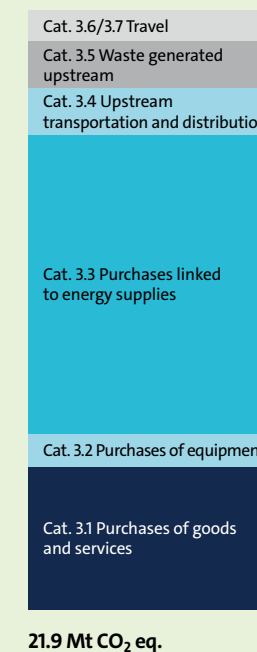 Cat. 3.6/3.7 Travel
Cat. 3.5 Waste generated
upstream
Cat. 3.4 Upstream
transportation and distributio
Cat. 3.3 Purchases linked
to energy supplies
Cat. 3.2 Purchases of equipmen
Cat. 3.1 Purchases of goods
and services
21.9 Mt CO₂ eq.